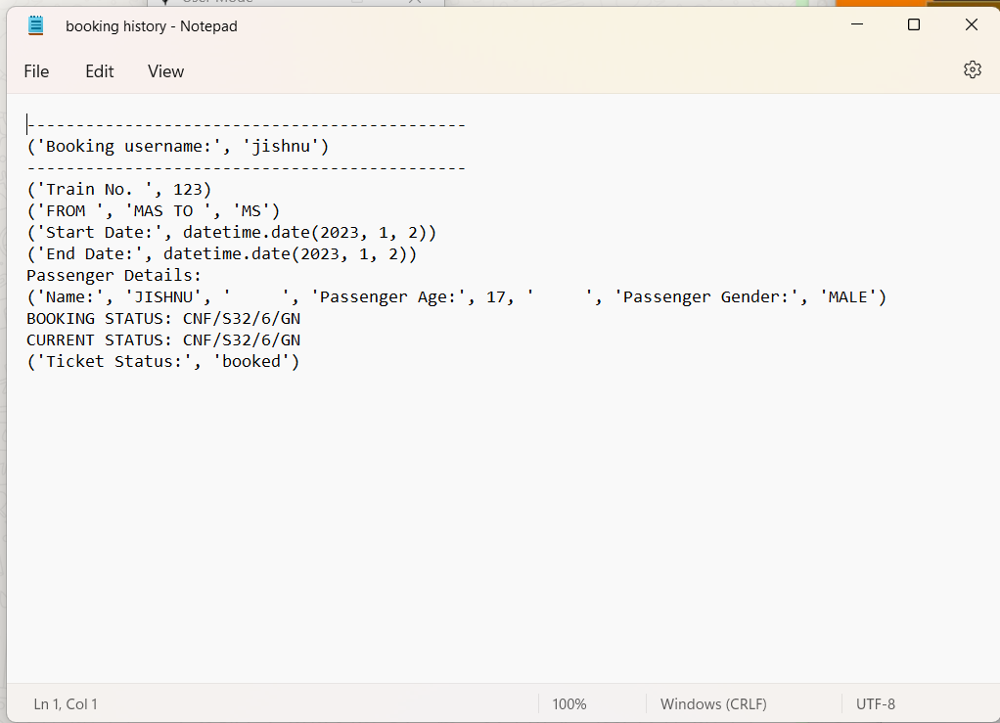 User Mode
booking history - Notepad
File Edit View
---------------------------------------------
('Booking username:', 'jishnu')
---------------------------------------------
('Train No. ', 123)
('FROM ', 'MAS TO ', 'MS')
('Start Date:', datetime.date(2023, 1, 2))
('End Date:', datetime.date(2023, 1, 2))
Passenger Details:
('Name:', 'JISHNU', '     ', 'Passenger Age:', 17, '     ', 'Passenger Gender:', 'MALE')
BOOKING STATUS: CNF/S32/6/GN
CURRENT STATUS: CNF/S32/6/GN
('Ticket Status:', 'booked')
Ln 1, Col 1 100% Windows (CRLF) UTF-8